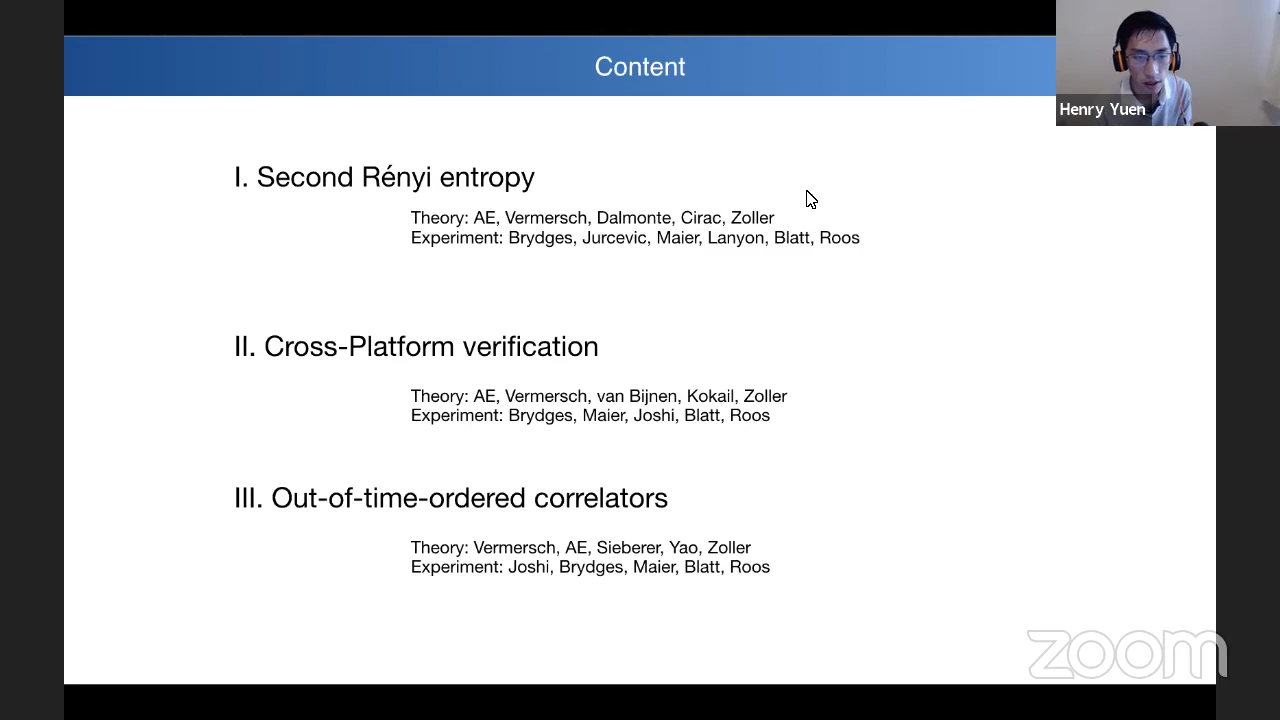 Content
Henry Yuen
I. Second Rényi entropy
Theory: AE, Vermersch, Dalmonte, Cirac, Zoller
Experiment: Brydges, Jurcevic, Maier, Lanyon, Blatt, Roos
II. Cross-Platform verification
Theory: AE, Vermersch, van Bijnen, Kokail, Zoller
Experiment: Brydges, Maier, Joshi, Blatt, Roos
III. Out-of-time-ordered correlators
Theory: Vermersch, AE, Sieberer, Yao, Zoller
Experiment: Joshi, Brydges, Maier, Blatt, Roos
zoom